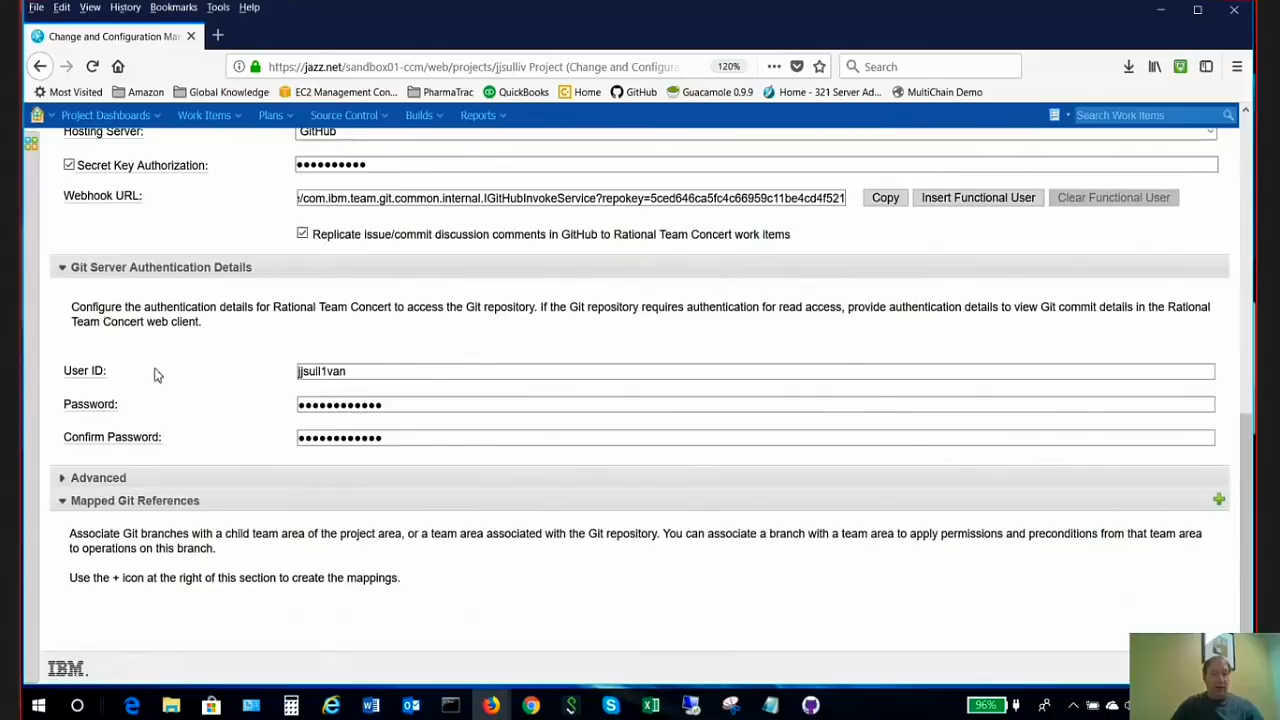 File Edit View History Bookmarks Tools Help
Change and Configuration Ma
https://jazz.net/sandbox01-ccm/web/projects/jjsulliv Project (Change and Configura 120% Search
Most Visited Amazon Global Knowledge EC2 Management Con... PharmaTrac QuickBooks Home GitHub Guacamole 0.9.9 Home - 321 Server Ad... MultiChain Demo
Project Dashboards Work Items Plans Source Control Builds Reports Search Work Items
Hosting Server: GitHub
Secret Key Authorization: ••••••••••
Webhook URL: /com.ibm.team.git.common.internal.IGitHubInvokeService?repokey=5ced646ca5fc4c66959c11be4cd4f521 Copy Insert Functional User Clear Functional User
Replicate issue/commit discussion comments in GitHub to Rational Team Concert work items
Git Server Authentication Details
Configure the authentication details for Rational Team Concert to access the Git repository. If the Git repository requires authentication for read access, provide authentication details to view Git commit details in the Rational
Team Concert web client.
User ID: jjsull1van
Password: ••••••••••••
Confirm Password: ••••••••••••
Advanced
Mapped Git References
Associate Git branches with a child team area of the project area, or a team area associated with the Git repository. You can associate a branch with a team area to apply permissions and preconditions from that team area
to operations on this branch.
Use the + icon at the right of this section to create the mappings.
IBM.
96%